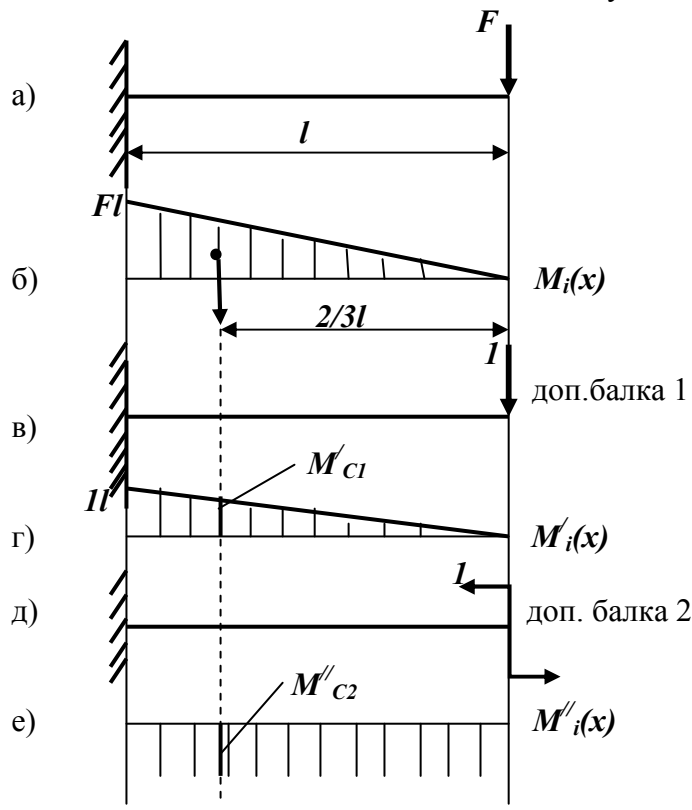 F
а)
l
Fl
б)
M_i(x)
2/3l
1
доп.балка 1
в)
M′_C1
1l
г)
M′_i(x)
1
д)
доп. балка 2
M″_C2
M″_i(x)
е)